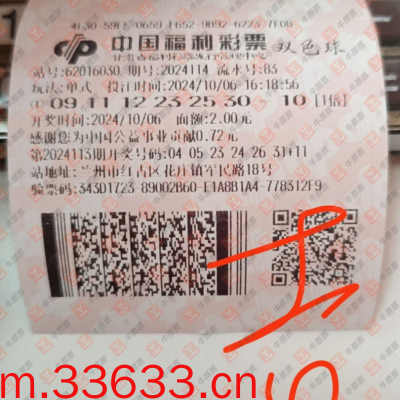 中国福利彩票 双色球
站号:62016030 期号:2024114 流水号:83
玩法:单式 投注时间:2024/10/06-16:18:56
① 09 11 12 23 25 30 - 10 [1倍]
开奖时间:2024/10/06 面额:2.00元
感谢您为中国公益事业贡献0.72元
第2024113期开奖号码:04 05 23 24 26 31+11
站地址:兰州市红古区花庄镇军民路18号
验票码:343D1723-89002B60-E1A8B1A4-778312F9
m.33633.cn